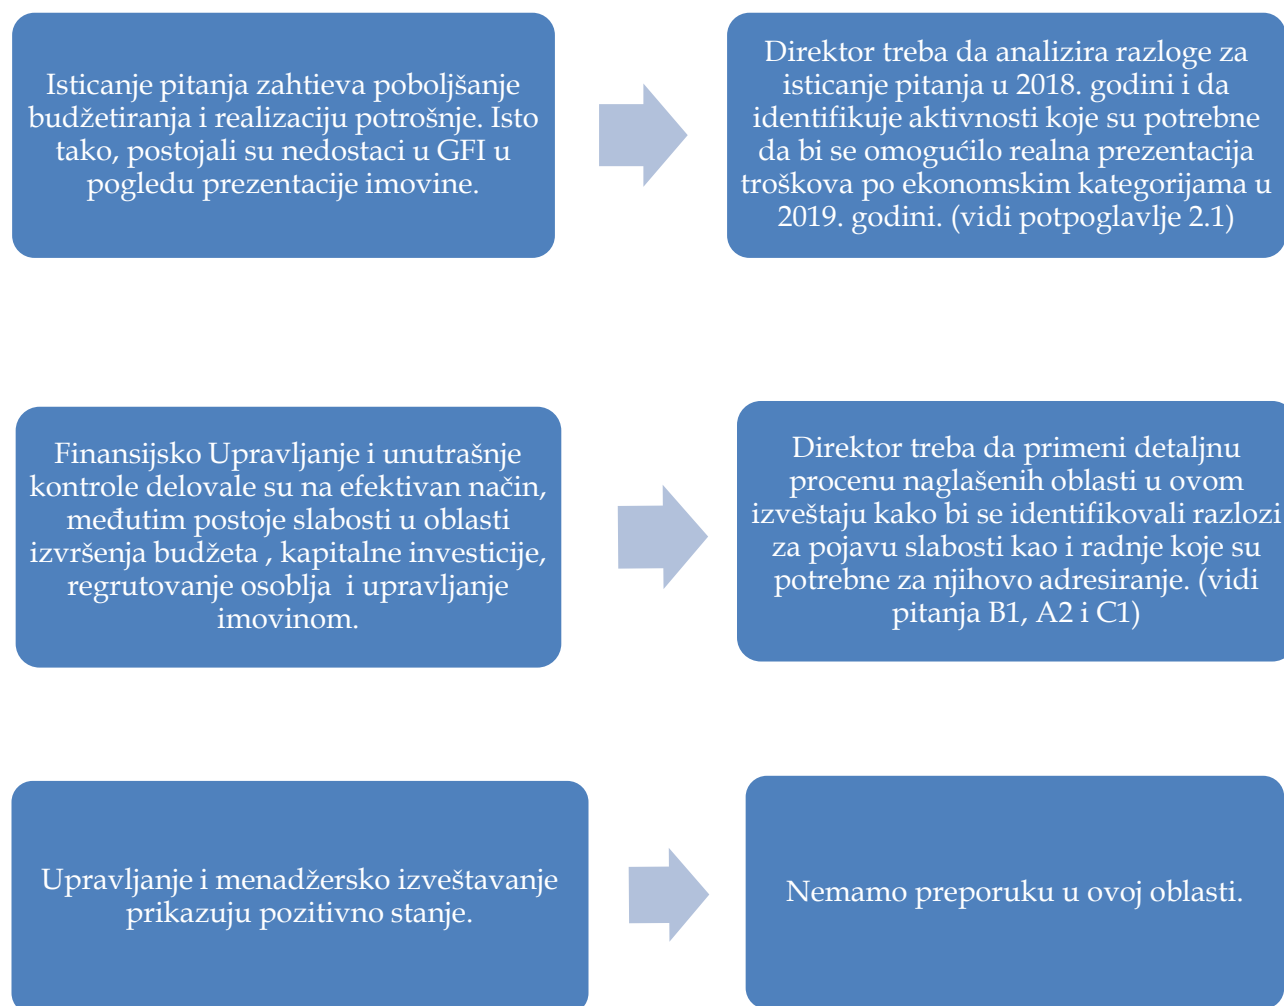 Isticanje pitanja zahtieva poboljšanje
budžetiranja i realizaciju potrošnje. Isto
tako, postojali su nedostaci u GFI u
pogledu prezentacije imovine.
Direktor treba da analizira razloge za
isticanje pitanja u 2018. godini i da
identifikuje aktivnosti koje su potrebne
da bi se omogućilo realna prezentacija
troškova po ekonomskim kategorijama u
2019. godini. (vidi potpoglavlje 2.1)
Finansijsko Upravljanje i unutrašnje
kontrole delovale su na efektivan način,
međutim postoje slabosti u oblasti
izvršenja budžeta , kapitalne investicije,
regrutovanje osoblja  i upravljanje
imovinom.
Direktor treba da primeni detaljnu
procenu naglašenih oblasti u ovom
izveštaju kako bi se identifikovali razlozi
za pojavu slabosti kao i radnje koje su
potrebne za njihovo adresiranje. (vidi
pitanja B1, A2 i C1)
Upravljanje i menadžersko izveštavanje
prikazuju pozitivno stanje.
Nemamo preporuku u ovoj oblasti.